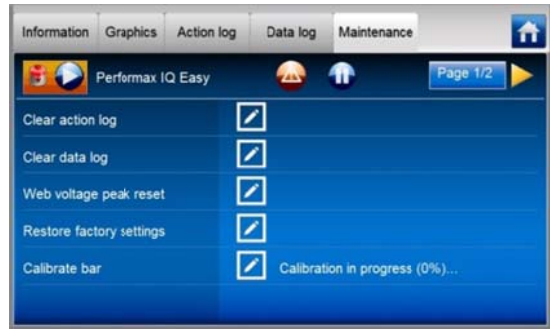 Information Graphics Action log Data log Maintenance
Performax IQ Easy Page 1/2
Clear action log
Clear data log
Web voltage peak reset
Restore factory settings
Calibrate bar Calibration in progress (0%)...